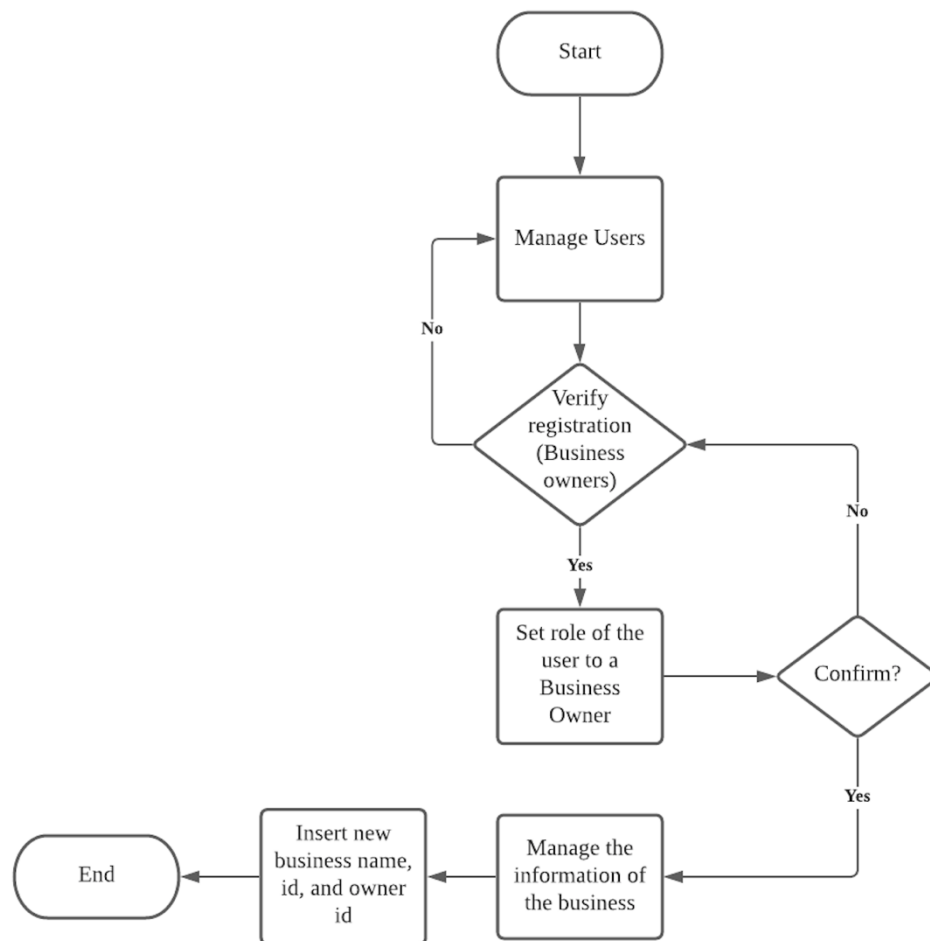 Start
Manage Users
No
Verify
registration
(Business
owners)
No
Yes
Set role of the
user to a
Business
Owner
Confirm?
Yes
Insert new
business name,
id, and owner
id
Manage the
information of
the business
End